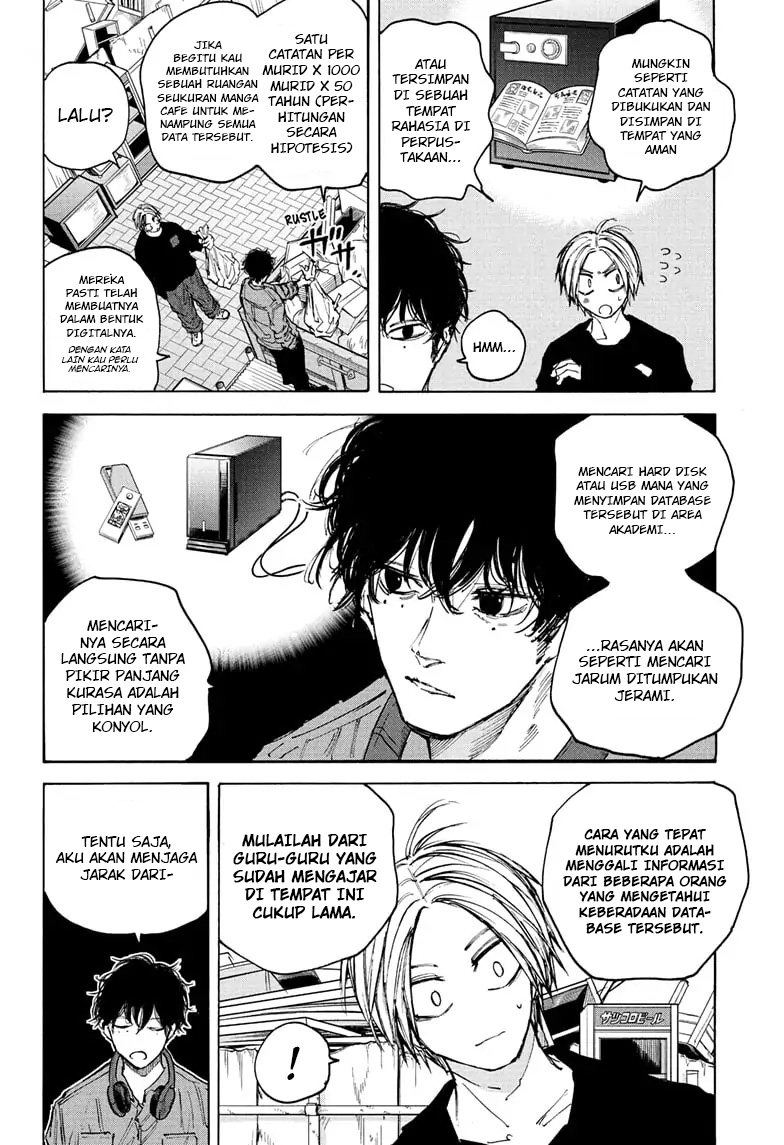 MUNGKIN
SEPERTI
CATATAN YANG
DIBUKUKAN DAN
DISIMPAN DI
TEMPAT YANG
AMAN
ATAU
TERSIMPAN
DI SEBUAH
TEMPAT
RAHASIA DI
PERPUS-
TAKAAN...
HMM...
SATU
CATATAN PER
MURID X 1000
MURID X 50
TAHUN (PER-
HITUNGAN
SECARA
HIPOTESIS)
JIKA
BEGITU KAU
MEMBUTUHKAN
SEBUAH RUANGAN
SEUKURAN MANGA
CAFE UNTUK ME-
NAMPUNG SEMUA
DATA TERSEBUT.
LALU?
RUSTLE
ガサ
MEREKA
PASTI TELAH
MEMBUATNYA
DALAM BENTUK
DIGITALNYA.
DENGAN KATA
LAIN KAU PERLU
MENCARINYA.
MENCARI HARD DISK
ATAU USB MANA YANG
MENYIMPAN DATABASE
TERSEBUT DI AREA
AKADEMI...
...RASANYA AKAN
SEPERTI MENCARI
JARUM DITUMPUKAN
JERAMI.
MENCARI-
NYA SECARA
LANGSUNG TANPA
PIKIR PANJANG
KURASA ADALAH
PILIHAN YANG
KONYOL.
CARA YANG TEPAT
MENURUTKU ADALAH
MENGGALI INFORMASI
DARI BEBERAPA ORANG
YANG MENGETAHUI
KEBERADAAN DATA-
BASE TERSEBUT.
MULAILAH DARI
GURU-GURU YANG
SUDAH MENGAJAR
DI TEMPAT INI
CUKUP LAMA.
!
サツコロビール
TENTU SAJA,
AKU AKAN MENJAGA
JARAK DARI-